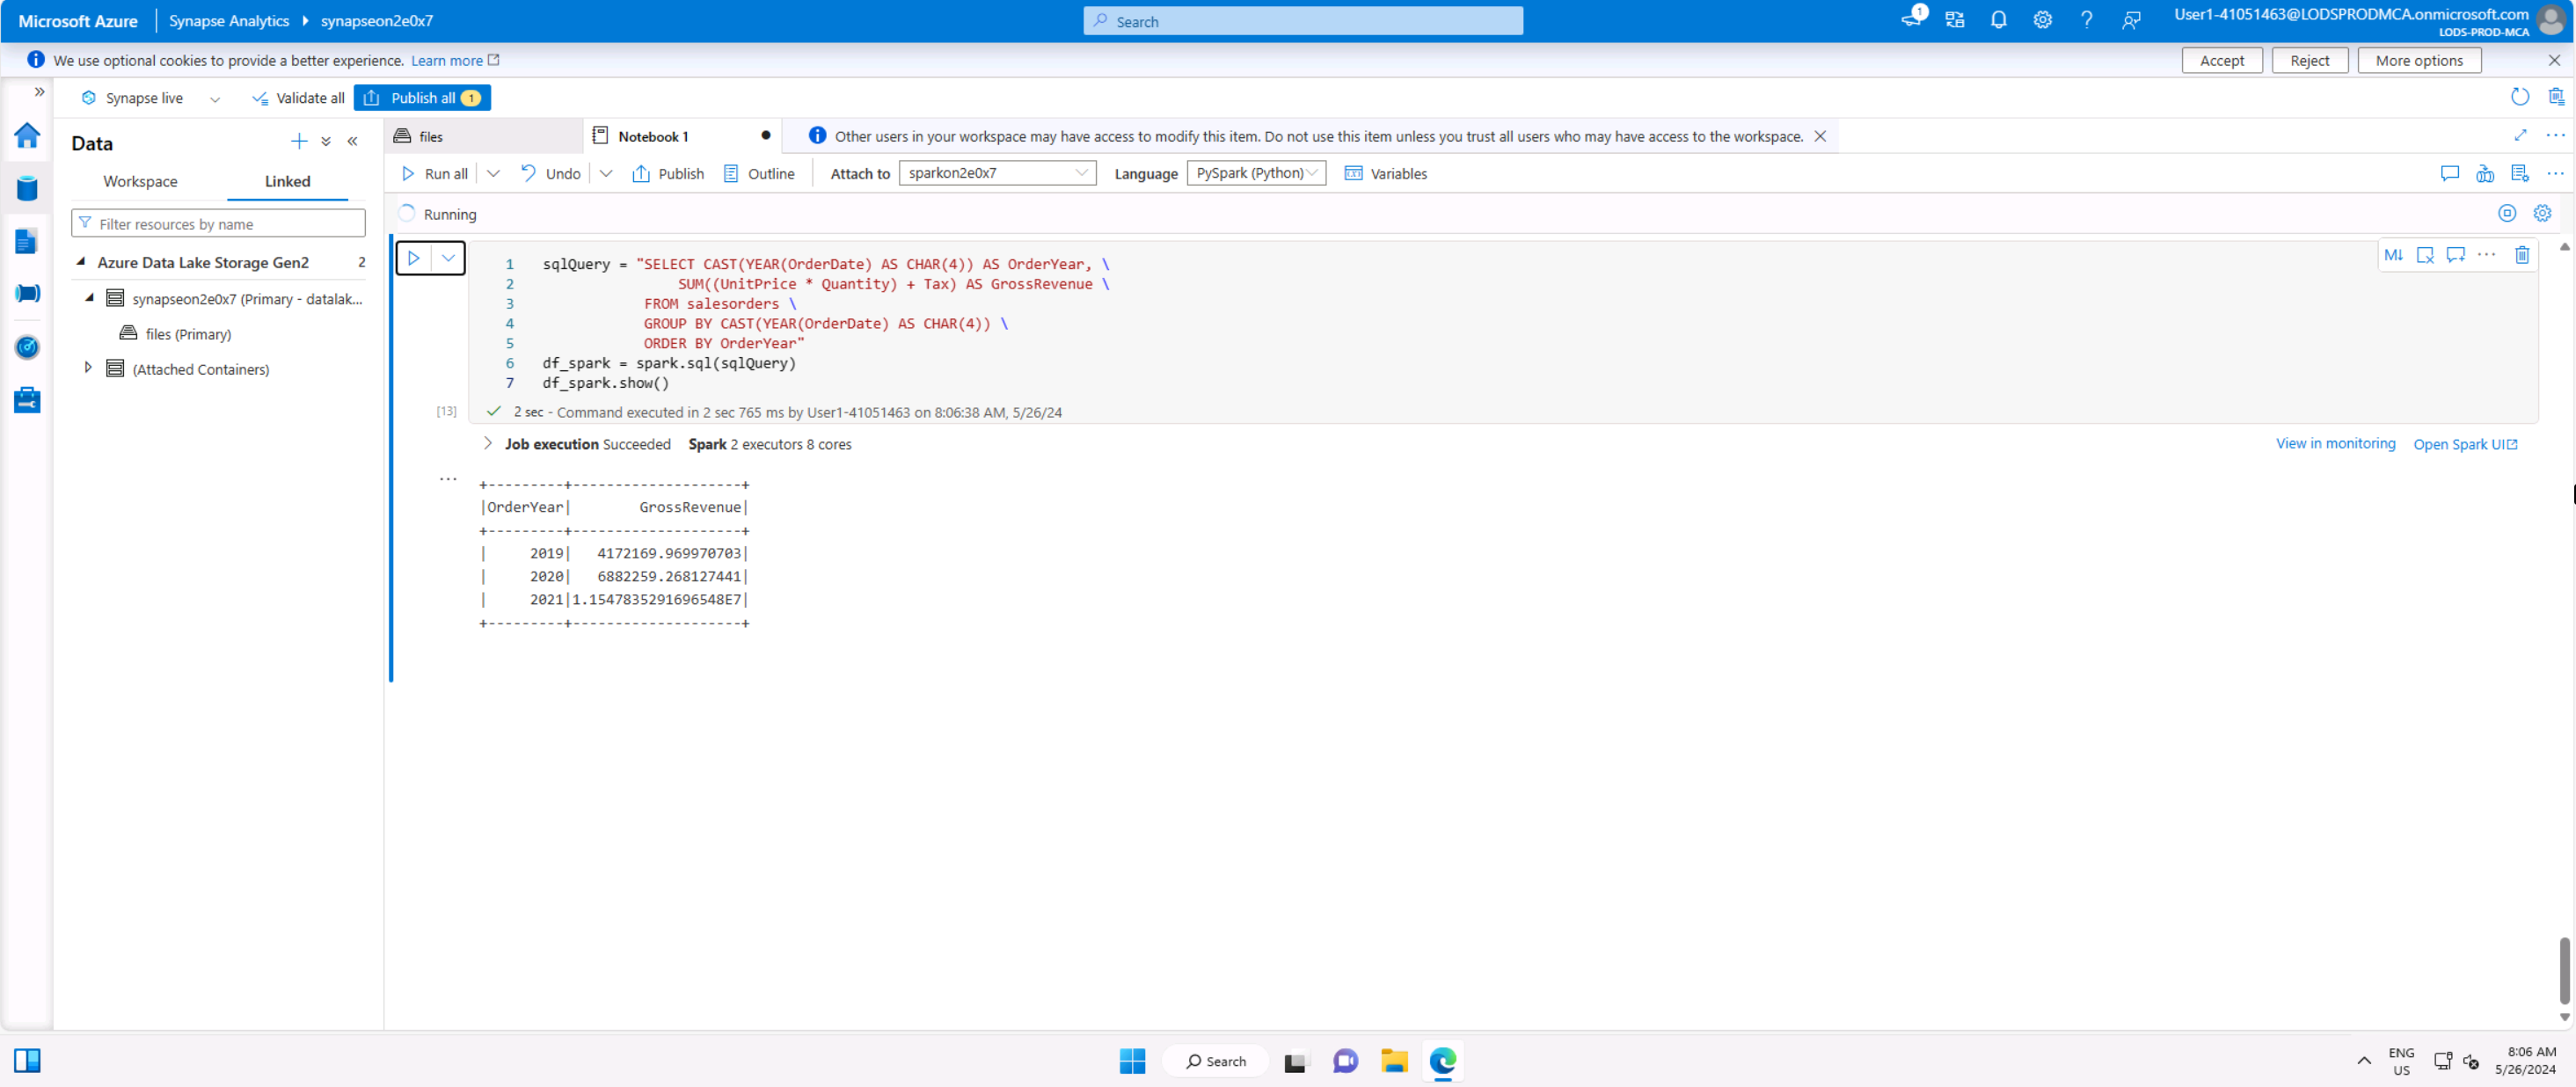 Microsoft Azure Synapse Analytics synapseon2e0x7 Search 1 User1-41051463@LODSPRODMCA.onmicrosoft.com
LODS-PROD-MCA
We use optional cookies to provide a better experience. Learn more Accept Reject More options
Synapse live Validate all Publish all 1
Data
files Notebook 1 Other users in your workspace may have access to modify this item. Do not use this item unless you trust all users who may have access to the workspace.
Workspace Linked
Run all Undo Publish Outline Attach to sparkon2e0x7 Language PySpark (Python) Variables
Filter resources by name
Running
Azure Data Lake Storage Gen2 2
synapseon2e0x7 (Primary - datalak...
files (Primary)
(Attached Containers)
M↓
1 sqlQuery = "SELECT CAST(YEAR(OrderDate) AS CHAR(4)) AS OrderYear, \
2 SUM((UnitPrice * Quantity) + Tax) AS GrossRevenue \
3 FROM salesorders \
4 GROUP BY CAST(YEAR(OrderDate) AS CHAR(4)) \
5 ORDER BY OrderYear"
6 df_spark = spark.sql(sqlQuery)
7 df_spark.show()
[13] 2 sec - Command executed in 2 sec 765 ms by User1-41051463 on 8:06:38 AM, 5/26/24
Job execution Succeeded Spark 2 executors 8 cores View in monitoring Open Spark UI
+---------+--------------------+
|OrderYear|        GrossRevenue|
+---------+--------------------+
|     2019|   4172169.969970703|
|     2020|   6882259.268127441|
|     2021|1.1547835291696548E7|
+---------+--------------------+
Search
ENG
US
8:06 AM
5/26/2024